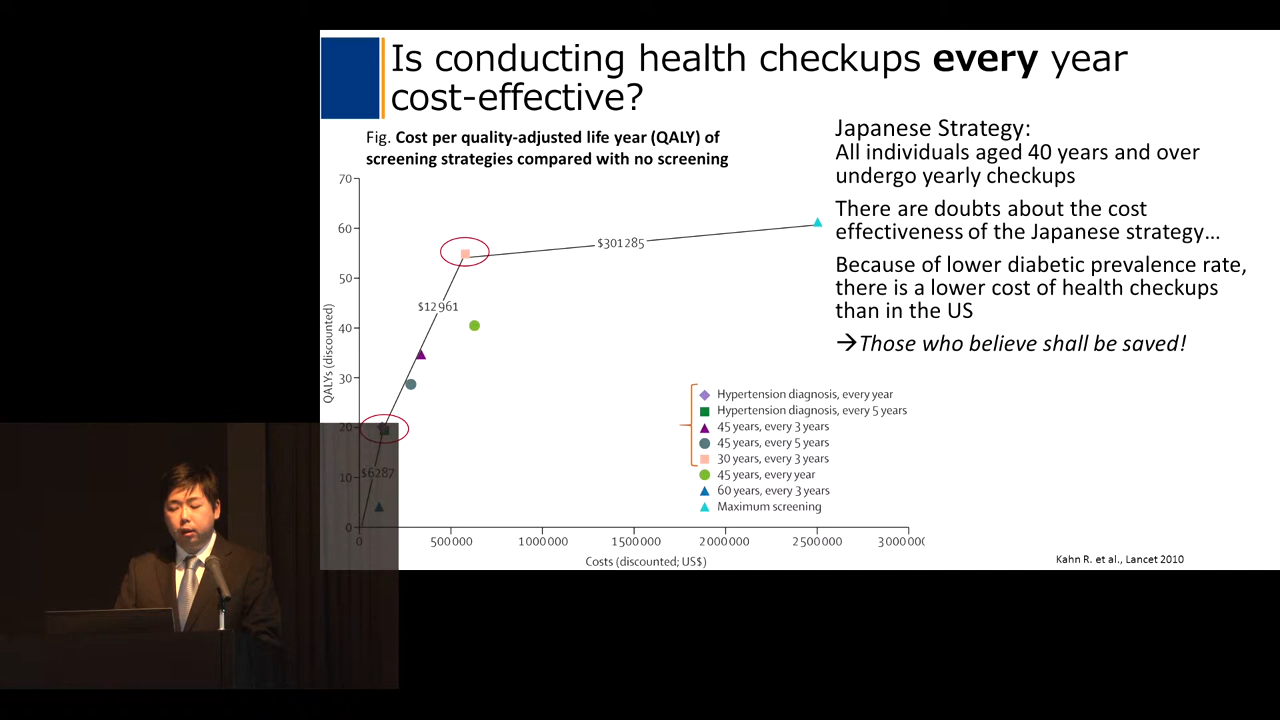 Is conducting health checkups every year
cost-effective?
Fig. Cost per quality-adjusted life year (QALY) of
screening strategies compared with no screening
Japanese Strategy:
All individuals aged 40 years and over
undergo yearly checkups
There are doubts about the cost
effectiveness of the Japanese strategy...
Because of lower diabetic prevalence rate,
there is a lower cost of health checkups
than in the US
→Those who believe shall be saved!
QALYs (discounted)
70
60
50
40
30
20
10
0
$301285
$12961
$6287
Hypertension diagnosis, every year
Hypertension diagnosis, every 5 years
45 years, every 3 years
45 years, every 5 years
30 years, every 3 years
45 years, every year
60 years, every 3 years
Maximum screening
0 500000 1000000 1500000 2000000 2500000 3000000
Costs (discounted; US$)
Kahn R. et al., Lancet 2010